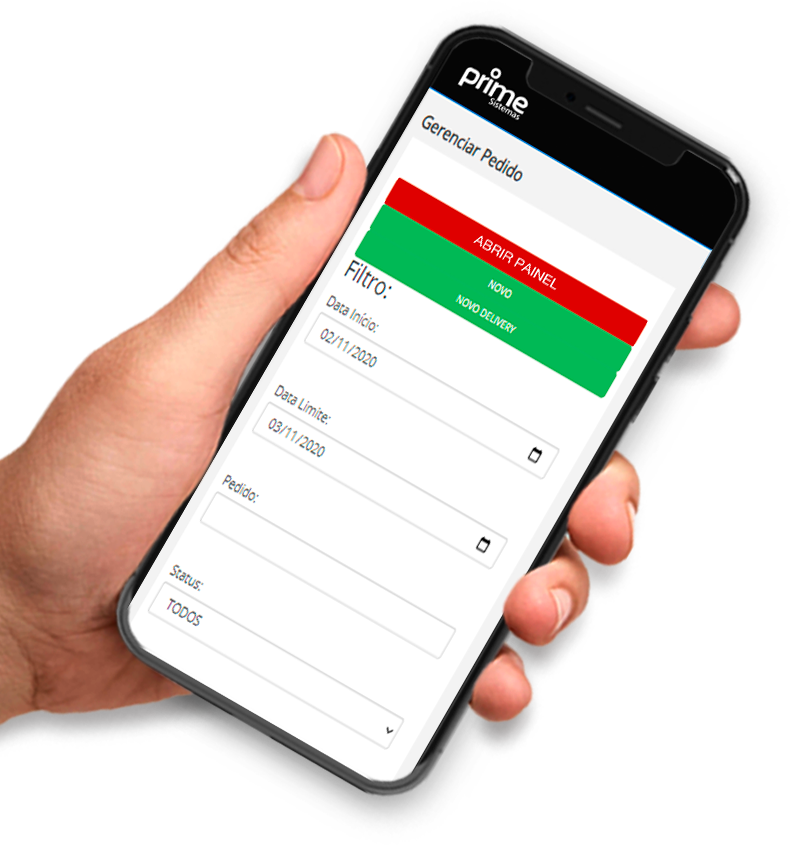 prime
Sistemas
Gerenciar Pedido
ABRIR PAINEL
NOVO
NOVO DELIVERY
Filtro:
Data Início:
02/11/2020
Data Limite:
03/11/2020
Pedido:
Status:
TODOS